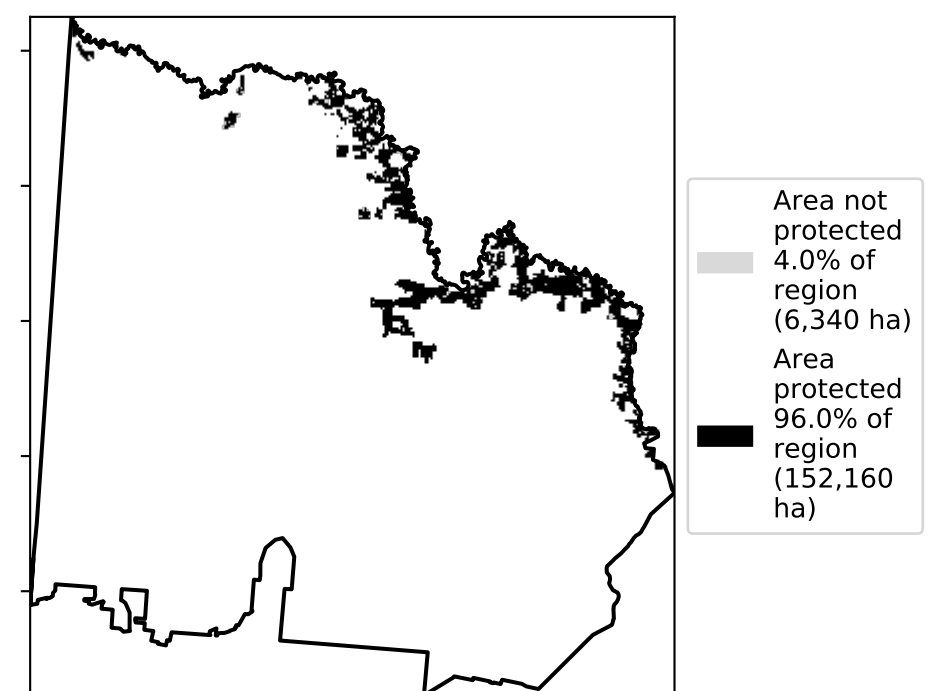 Area not
protected
4.0% of
region
(6,340 ha)
Area
protected
96.0% of
region
(152,160
ha)